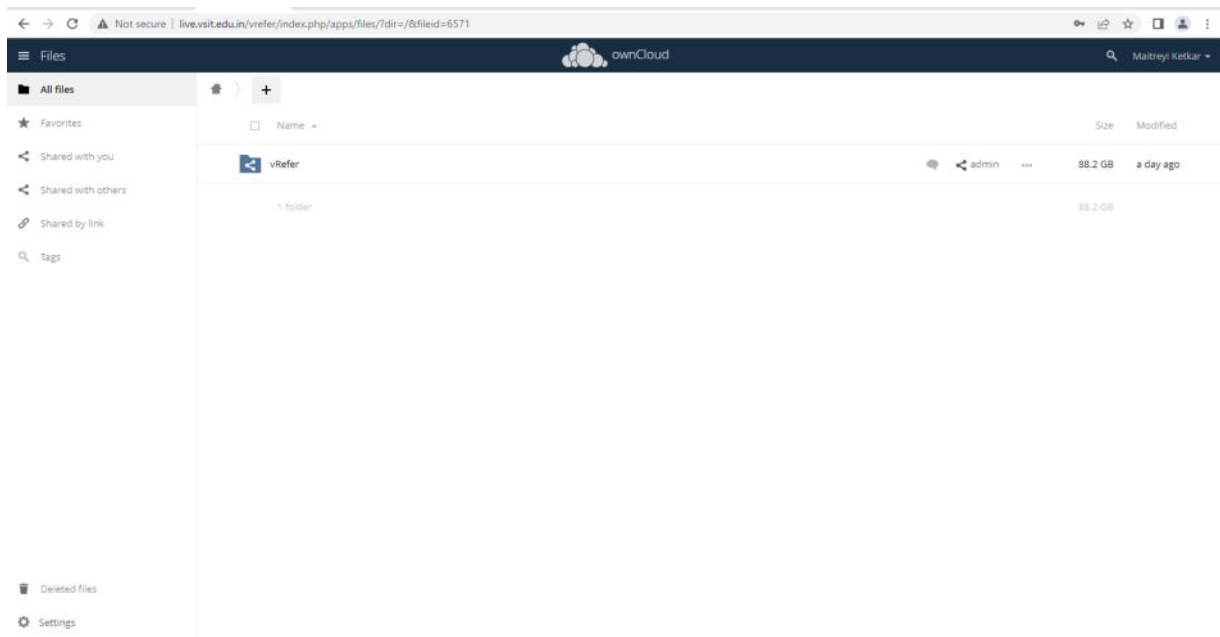 Not secure | live.vsit.edu.in/vrefer/index.php/apps/files/?dir=/&fileid=6571
Files
ownCloud
Maitreyi Ketkar
All files
+
Favorites
Name
Size
Modified
Shared with you
vRefer
admin
...
88.2 GB
a day ago
Shared with others
1 folder
88.2 GB
Shared by link
Tags
Deleted files
Settings